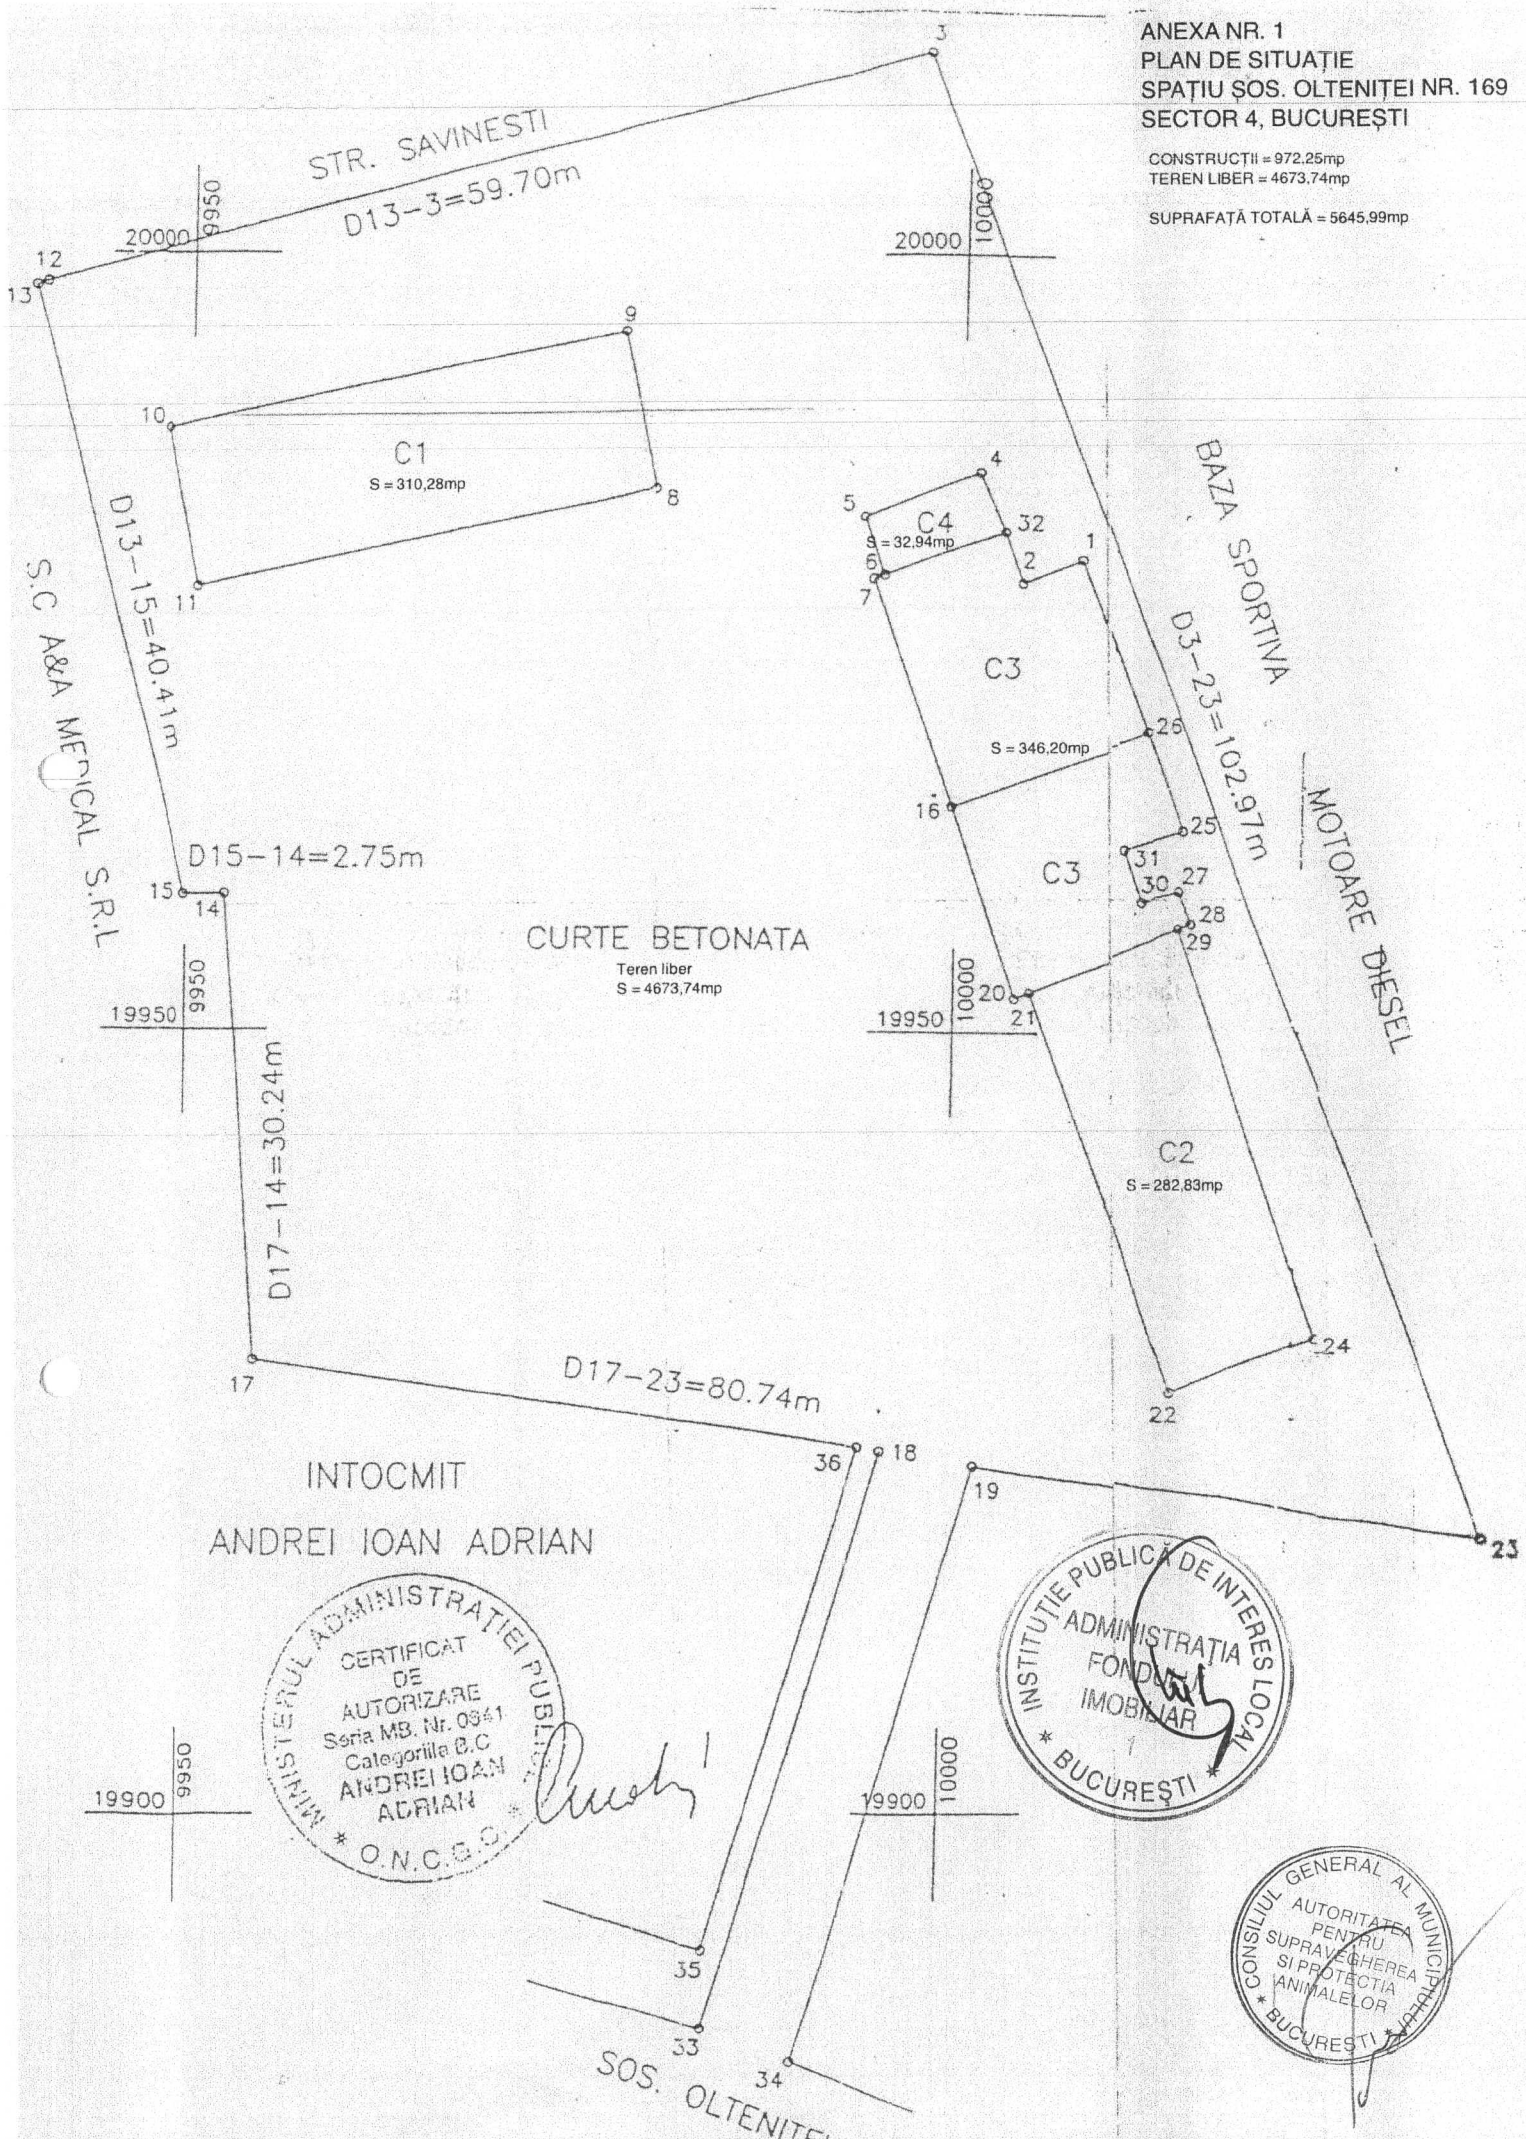 ANEXA NR. 1
PLAN DE SITUAȚIE
SPAȚIU ȘOS. OLTENIȚEI NR. 169
SECTOR 4, BUCUREȘTI
CONSTRUCȚII = 972,25mp
TEREN LIBER = 4673,74mp
SUPRAFAȚĂ TOTALĂ = 5645,99mp
3
STR. SAVINESTI
D13-3=59.70m
20000
9950
20000
10000
12
13
9
10
C1
S = 310,28mp
8
11
D13-15=40.41m
S.C A&A MEDICAL S.R.L
4
5
C4
S = 32,94mp
32
6
7
2
1
BAZA SPORTIVA
D3-23=102.97m
MOTOARE DIESEL
C3
S = 346,20mp
26
16
25
31
C3
30
27
28
29
D15-14=2.75m
15
14
CURTE BETONATA
Teren liber
S = 4673,74mp
19950
9950
19950
10000
20
21
C2
S = 282,83mp
D17-14=30.24m
24
22
17
D17-23=80.74m
36
18
19
23
INTOCMIT
ANDREI IOAN ADRIAN
MINISTERUL ADMINISTRAȚIEI PUBLICE
CERTIFICAT
DE
AUTORIZARE
Seria MB. Nr. 0341
Categoriile B.C
ANDREI IOAN
ADRIAN
* O.N.C.G.C. *
INSTITUȚIE PUBLICĂ DE INTERES LOCAL
ADMINISTRAȚIA
FONDULUI
IMOBILIAR
1
* BUCUREȘTI *
19900
9950
19900
10000
CONSILIUL GENERAL AL MUNICIPIULUI
AUTORITATEA
PENTRU
SUPRAVEGHEREA
SI PROTECTIA
ANIMALELOR
* BUCURESTI *
35
33
34
SOS. OLTENITEI